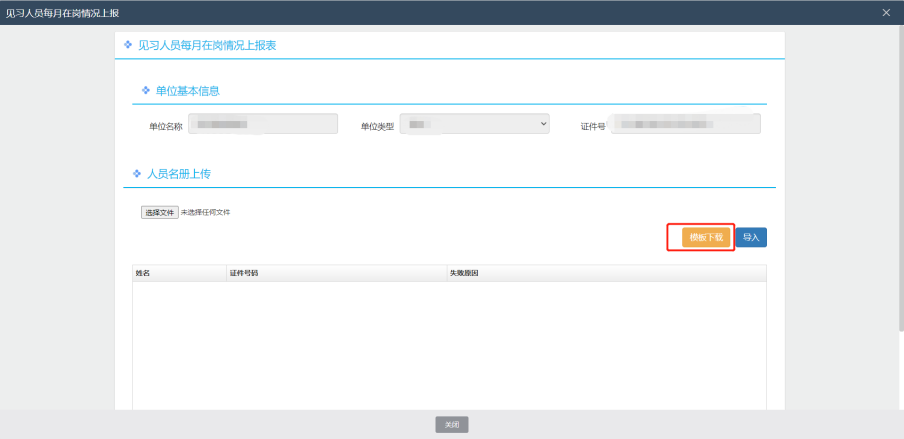 见习人员每月在岗情况上报
见习人员每月在岗情况上报表
单位基本信息
单位名称 单位类型 证件号
人员名册上传
选择文件 未选择任何文件
模板下载 导入
姓名 证件号码 失败原因
关闭